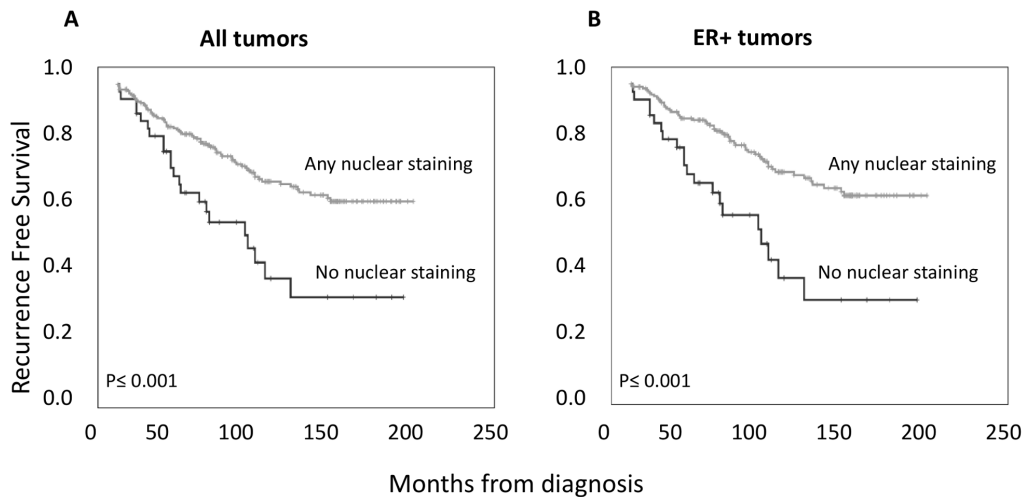 A
All tumors
B
ER+ tumors
Recurrence Free Survival
1.0
0.8
0.6
0.4
0.2
0.0
Any nuclear staining
No nuclear staining
P≤ 0.001
0 50 100 150 200 250
1.0
0.8
0.6
0.4
0.2
0.0
Any nuclear staining
No nuclear staining
P≤ 0.001
0 50 100 150 200 250
Months from diagnosis